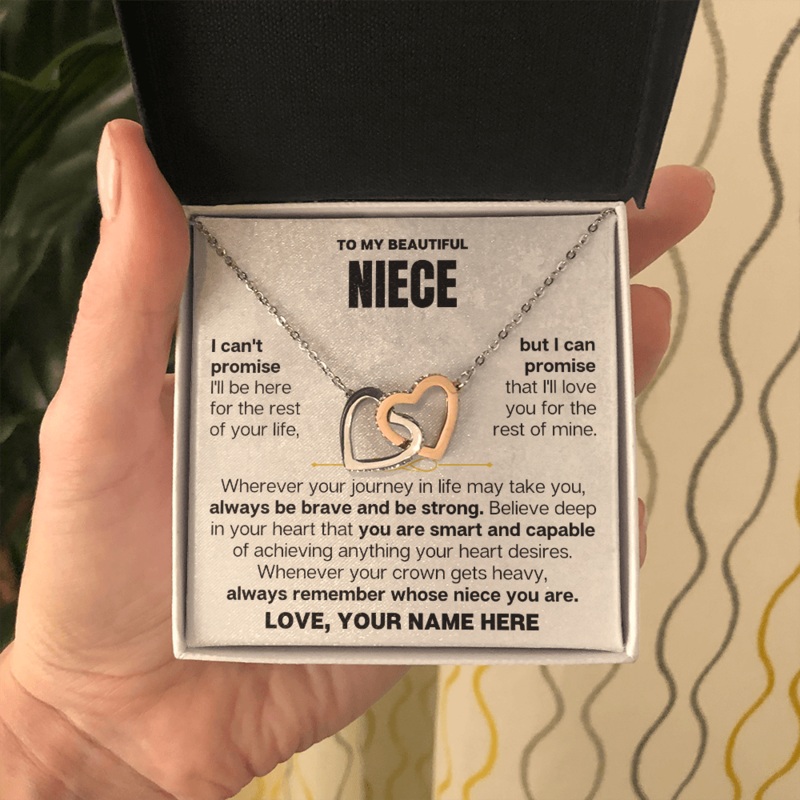 TO MY BEAUTIFUL
NIECE
I can't
promise
I'll be here
for the rest
of your life,
but I can
promise
that I'll love
you for the
rest of mine.
Wherever your journey in life may take you,
always be brave and be strong. Believe deep
in your heart that you are smart and capable
of achieving anything your heart desires.
Whenever your crown gets heavy,
always remember whose niece you are.
LOVE, YOUR NAME HERE